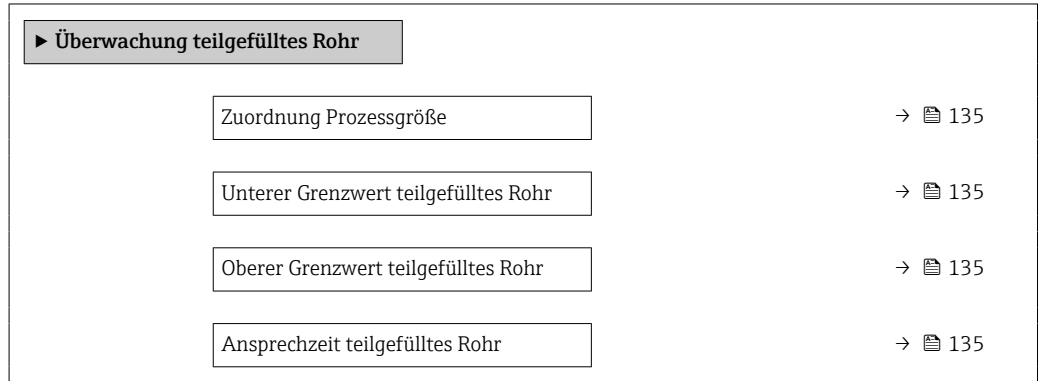 ▶ Überwachung teilgefülltes Rohr
Zuordnung Prozessgröße → 135
Unterer Grenzwert teilgefülltes Rohr → 135
Oberer Grenzwert teilgefülltes Rohr → 135
Ansprechzeit teilgefülltes Rohr → 135